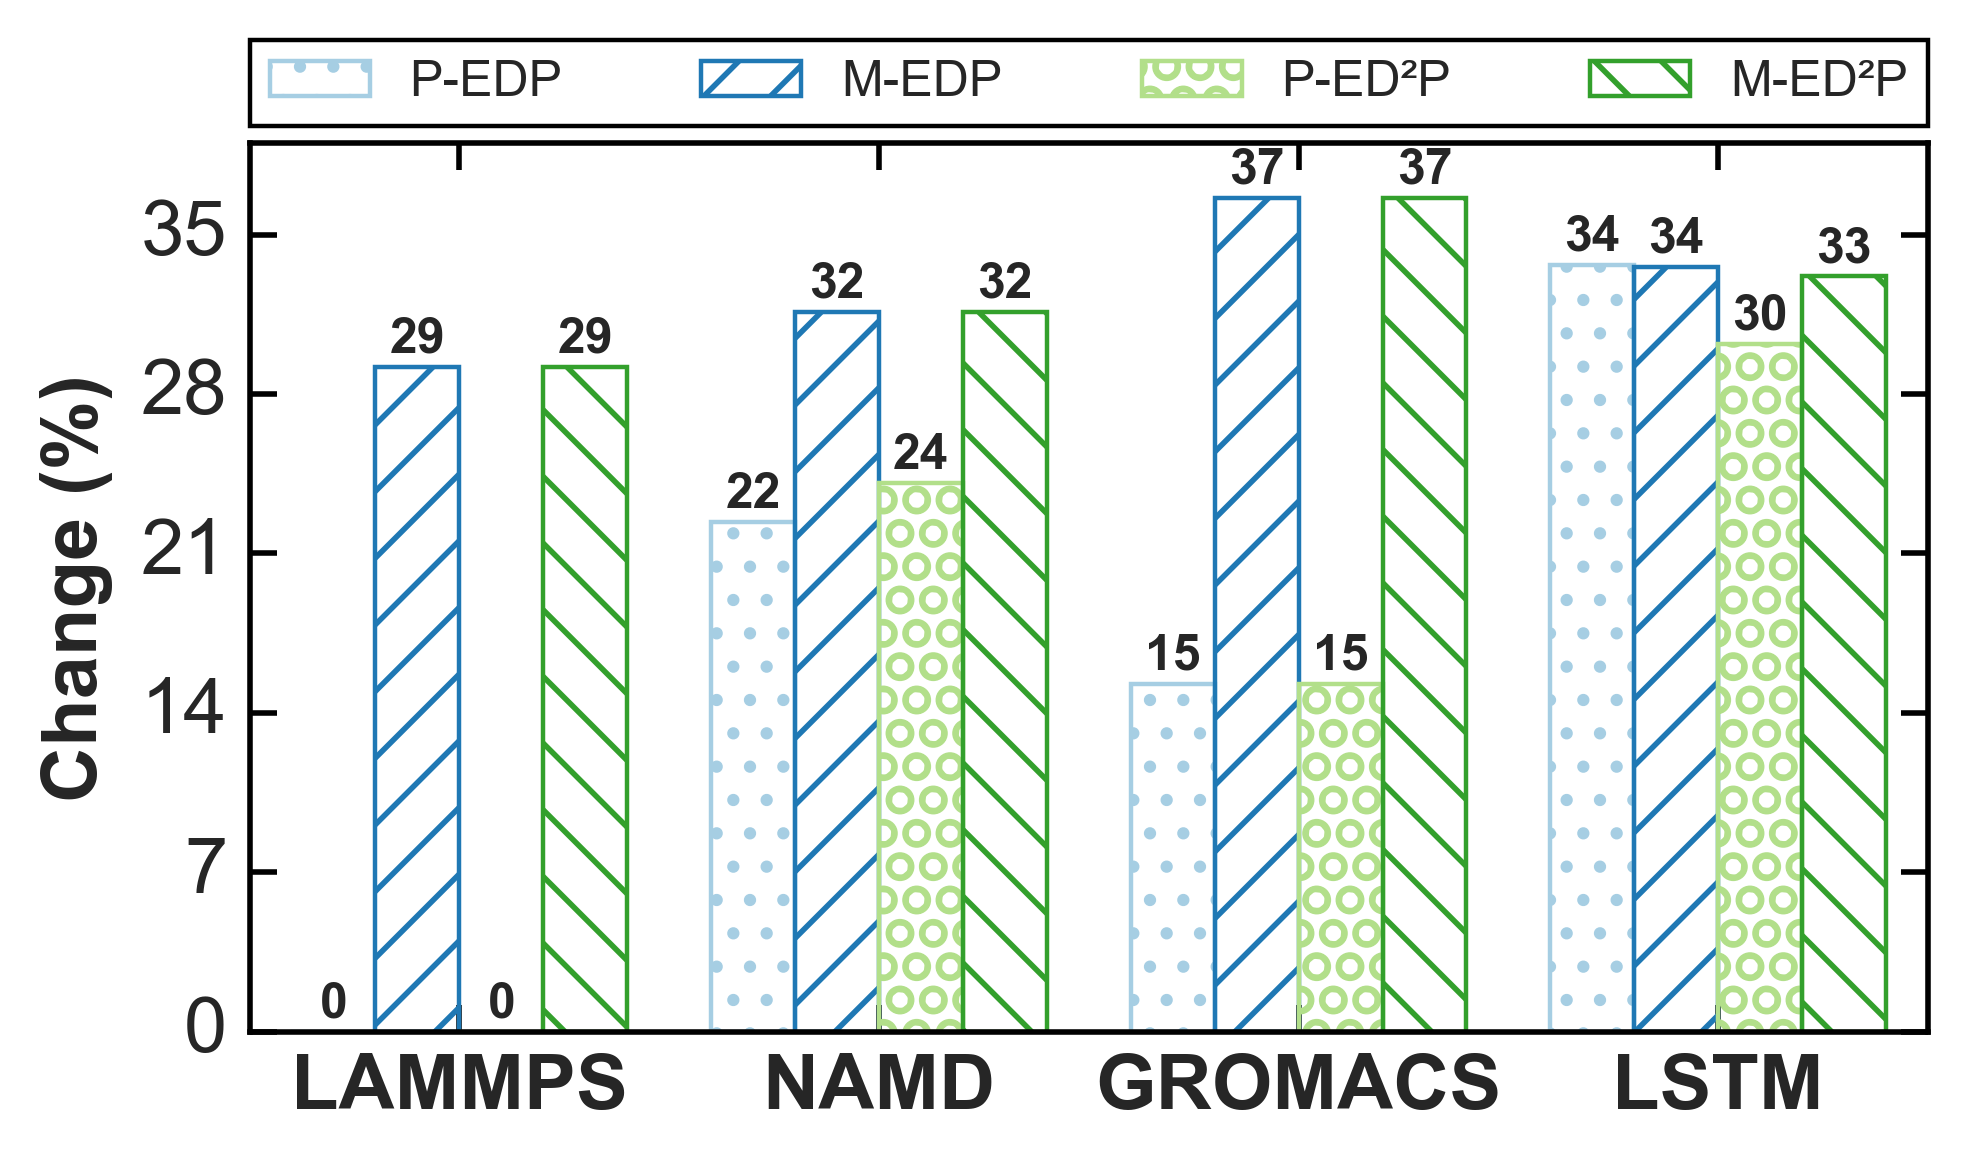 P-EDP M-EDP P-ED²P M-ED²P
Change (%)
35
28
21
14
7
0
0 29 0 29
22 32 24 32
15 37 15 37
34 34 30 33
LAMMPS NAMD GROMACS LSTM